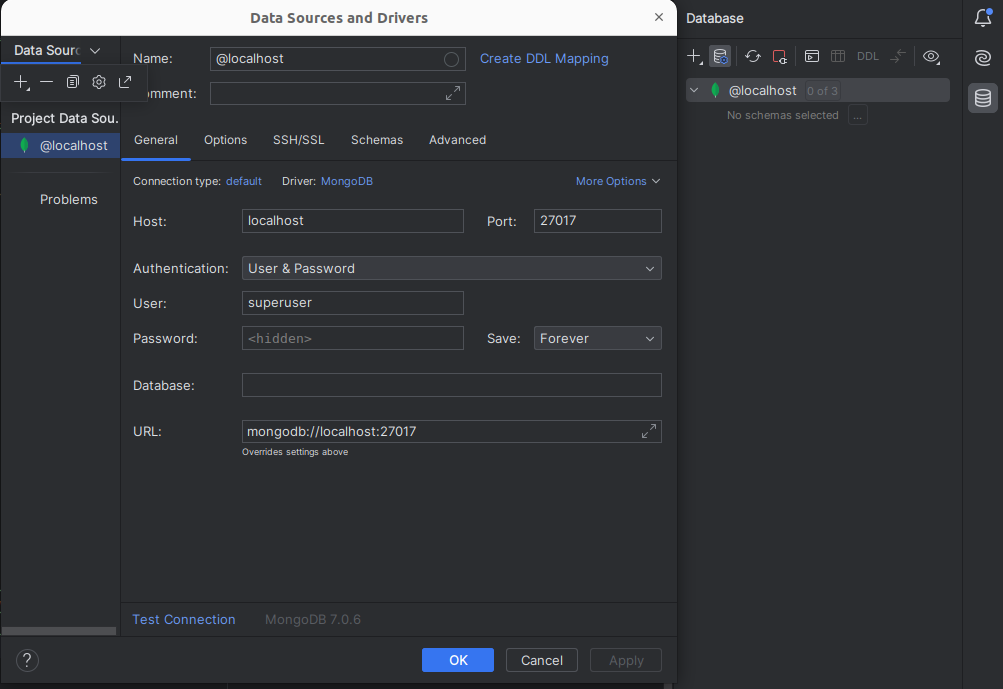 Data Sources and Drivers
Data Sour
Project Data Sou.
@localhost
Problems
Name: @localhost Create DDL Mapping
omment:
General Options SSH/SSL Schemas Advanced
Connection type: default Driver: MongoDB More Options
Host: localhost Port: 27017
Authentication: User & Password
User: superuser
Password: <hidden> Save: Forever
Database:
URL: mongodb://localhost:27017
Overrides settings above
Test Connection MongoDB 7.0.6
? OK Cancel Apply
Database
DDL
@localhost 0 of 3
No schemas selected ...